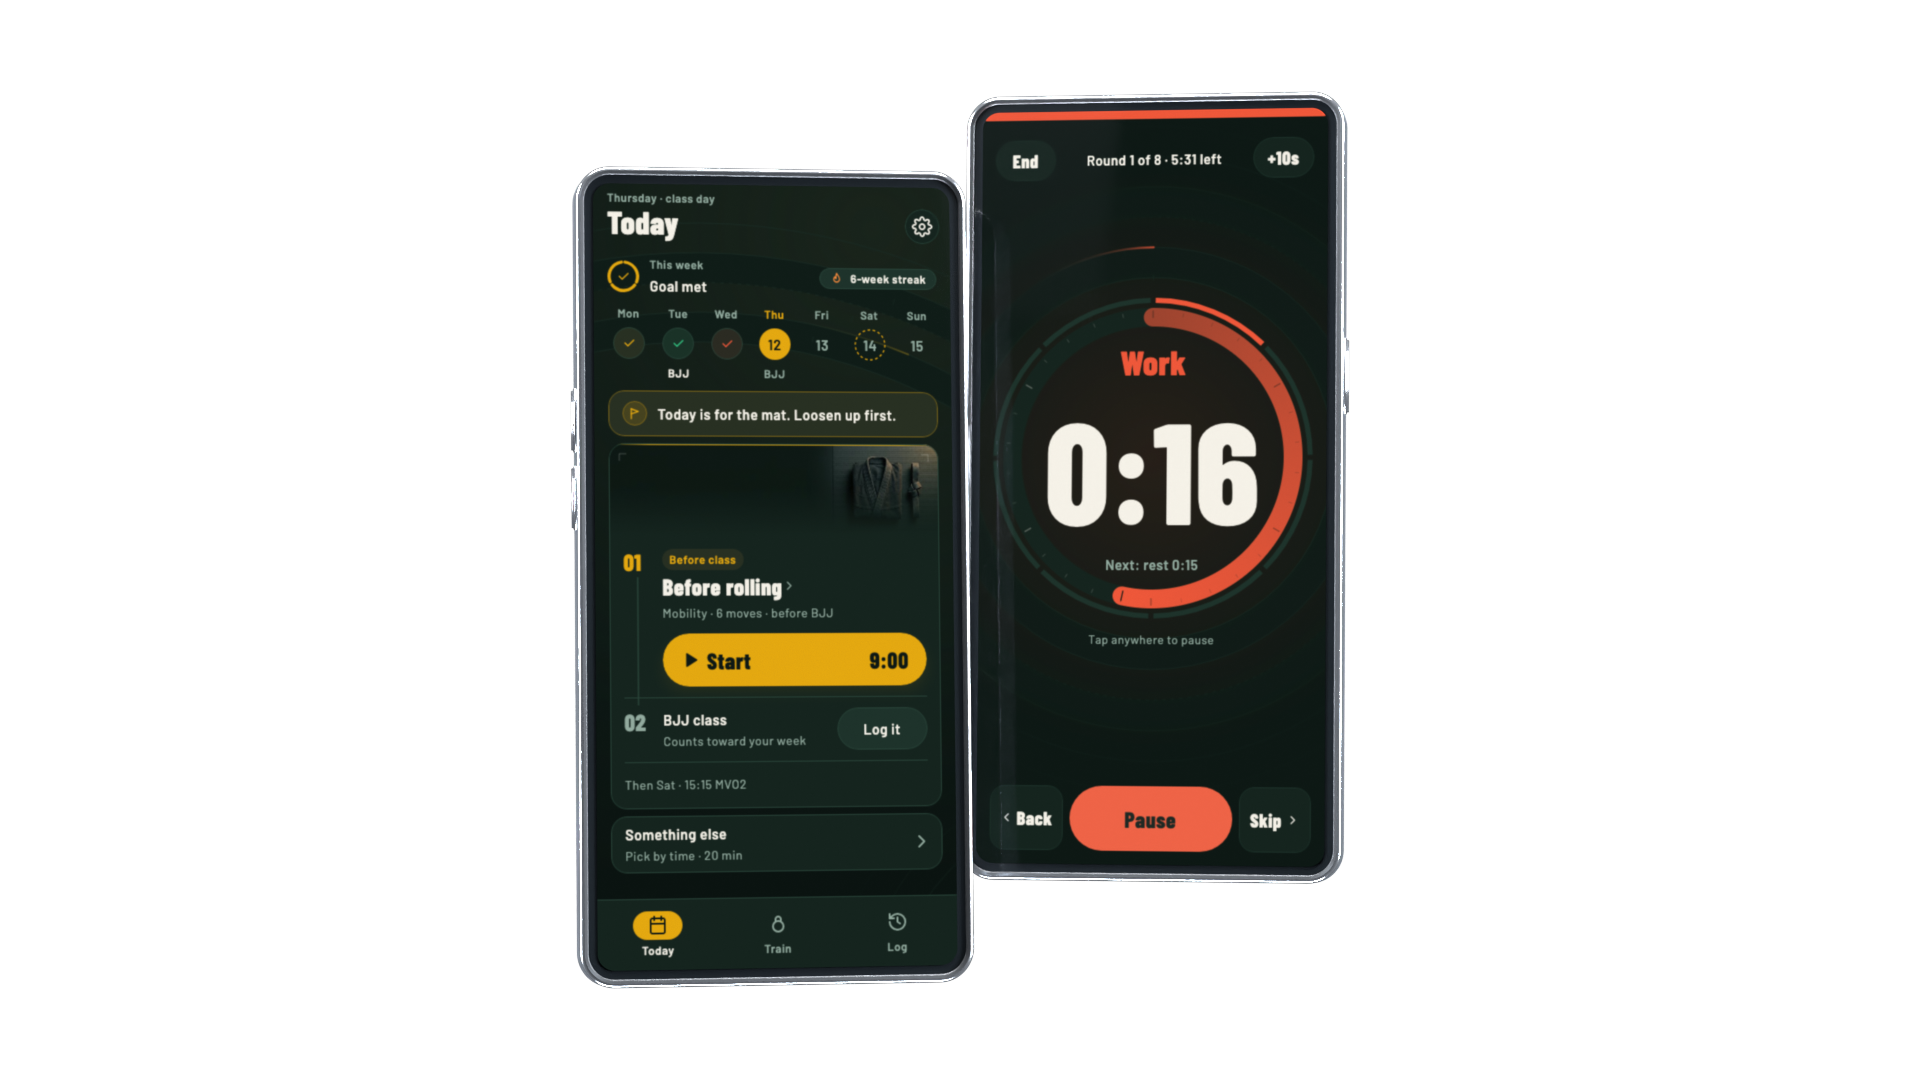 Thursday · class day
Today
This week
Goal met
6-week streak
Mon Tue Wed Thu Fri Sat Sun
12 13 14 15
BJJ BJJ
Today is for the mat. Loosen up first.
01
Before class
Before rolling
Mobility · 6 moves · before BJJ
Start 9:00
02
BJJ class
Counts toward your week
Log it
Then Sat · 15:15 MVO2
Something else
Pick by time · 20 min
Today Train Log
End
Round 1 of 8 · 5:31 left
+10s
Work
0:16
Next: rest 0:15
Tap anywhere to pause
Back
Pause
Skip